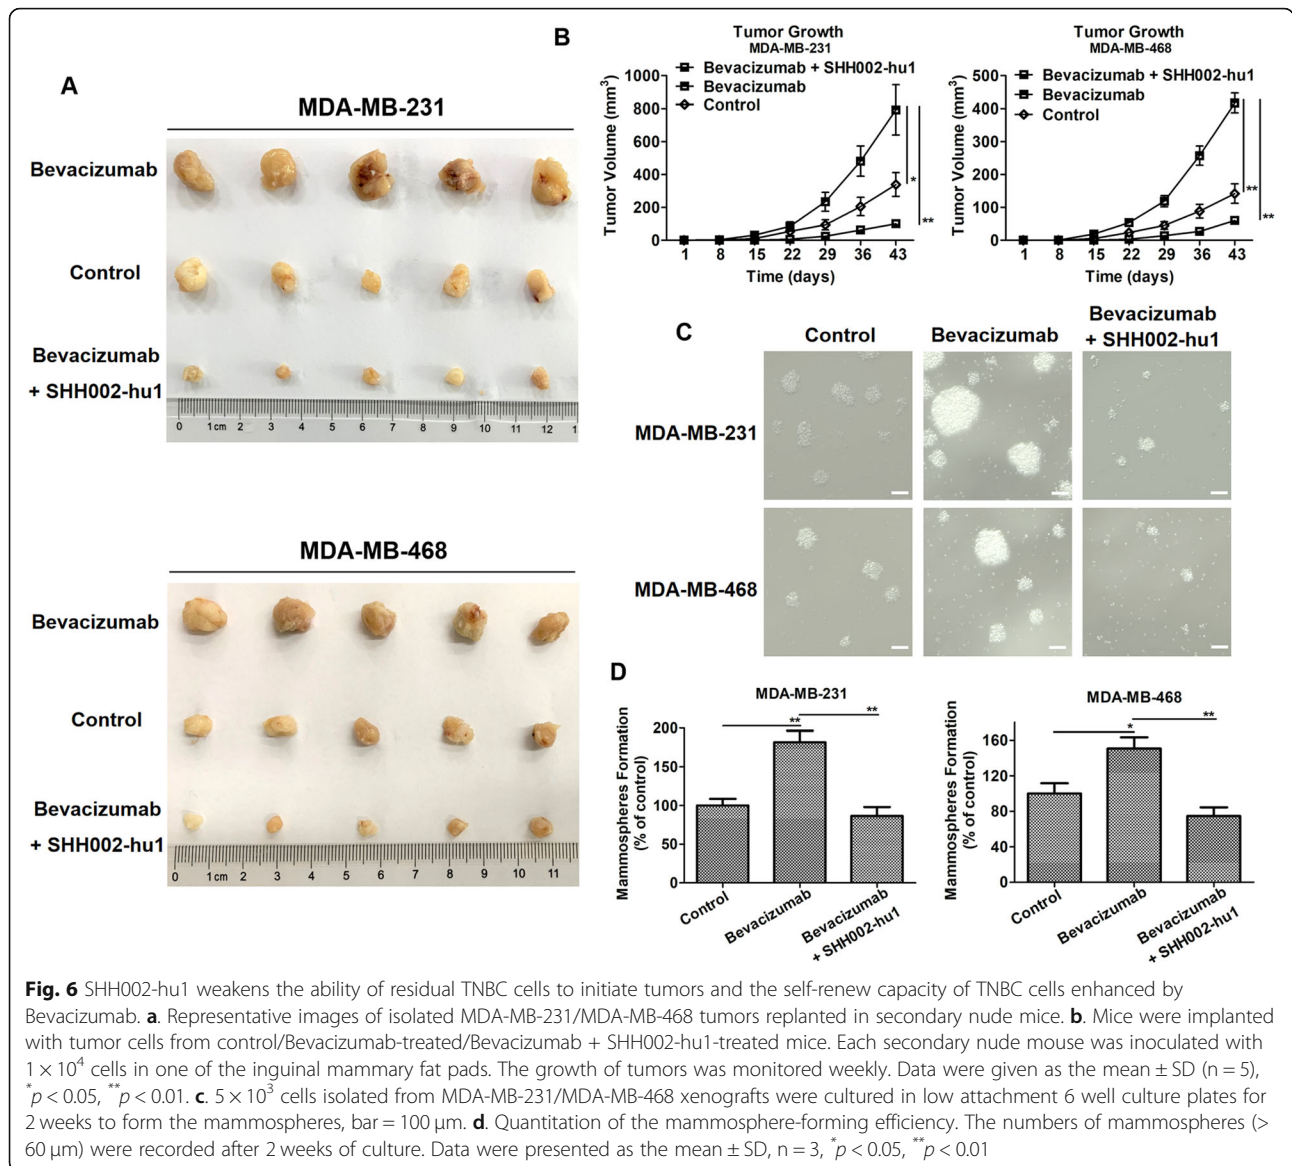 A
MDA-MB-231
Bevacizumab
Control
Bevacizumab
+ SHH002-hu1
0 1cm 2 3 4 5 6 7 8 9 10 11 12 1
MDA-MB-468
Bevacizumab
Control
Bevacizumab
+ SHH002-hu1
0 1cm 2 3 4 5 6 7 8 9 10 11
B
Tumor Growth
MDA-MB-231
Bevacizumab + SHH002-hu1
Bevacizumab
Control
Tumor Volume (mm³)
1000
800
600
400
200
0
1 8 15 22 29 36 43
Time (days)
*
**
Tumor Growth
MDA-MB-468
Bevacizumab + SHH002-hu1
Bevacizumab
Control
Tumor Volume (mm³)
500
400
300
200
100
0
1 8 15 22 29 36 43
Time (days)
**
**
C
Control
Bevacizumab
Bevacizumab
+ SHH002-hu1
MDA-MB-231
MDA-MB-468
D
MDA-MB-231
Mammospheres Formation
(% of control)
200
150
100
50
0
** **
Control
Bevacizumab
Bevacizumab
+ SHH002-hu1
MDA-MB-468
Mammospheres Formation
(% of control)
160
120
80
40
0
* **
Control
Bevacizumab
Bevacizumab
+ SHH002-hu1
Fig. 6 SHH002-hu1 weakens the ability of residual TNBC cells to initiate tumors and the self-renew capacity of TNBC cells enhanced by
Bevacizumab. a. Representative images of isolated MDA-MB-231/MDA-MB-468 tumors replanted in secondary nude mice. b. Mice were implanted
with tumor cells from control/Bevacizumab-treated/Bevacizumab + SHH002-hu1-treated mice. Each secondary nude mouse was inoculated with
1 × 10⁴ cells in one of the inguinal mammary fat pads. The growth of tumors was monitored weekly. Data were given as the mean ± SD (n = 5),
*p < 0.05, **p < 0.01. c. 5 × 10³ cells isolated from MDA-MB-231/MDA-MB-468 xenografts were cultured in low attachment 6 well culture plates for
2 weeks to form the mammospheres, bar = 100 μm. d. Quantitation of the mammosphere-forming efficiency. The numbers of mammospheres (>
60 μm) were recorded after 2 weeks of culture. Data were presented as the mean ± SD, n = 3, *p < 0.05, **p < 0.01